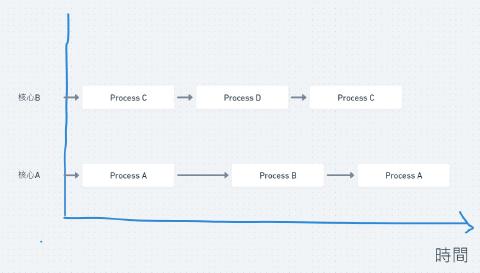 核心B
Process C
Process D
Process C
核心A
Process A
Process B
Process A
時間